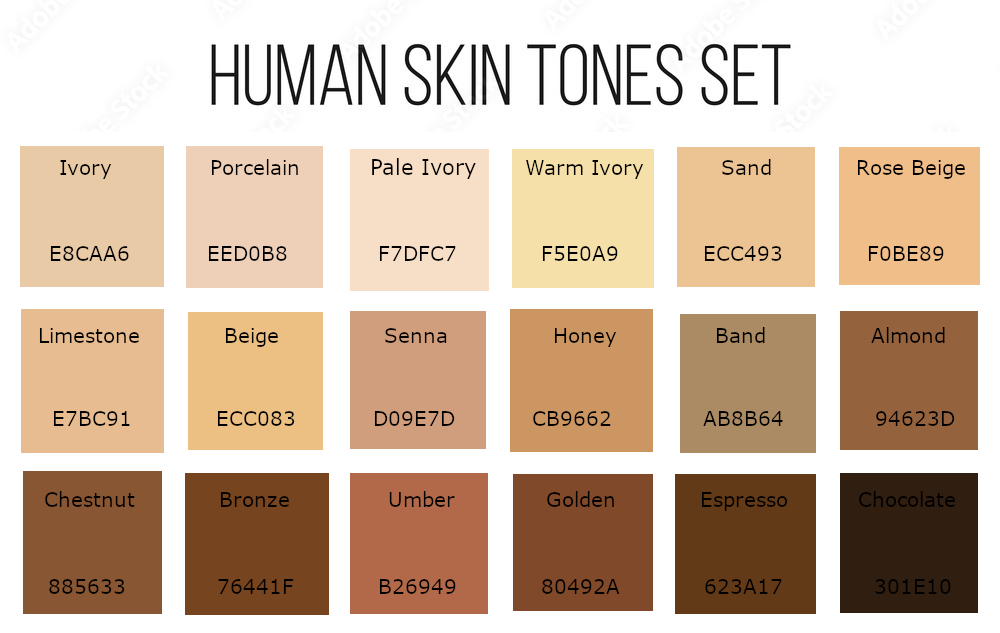 HUMAN SKIN TONES SET
Ivory Porcelain Pale Ivory Warm Ivory Sand Rose Beige
E8CAA6 EED0B8 F7DFC7 F5E0A9 ECC493 F0BE89
Limestone Beige Senna Honey Band Almond
E7BC91 ECC083 D09E7D CB9662 AB8B64 94623D
Chestnut Bronze Umber Golden Espresso Chocolate
885633 76441F B26949 80492A 623A17 301E10